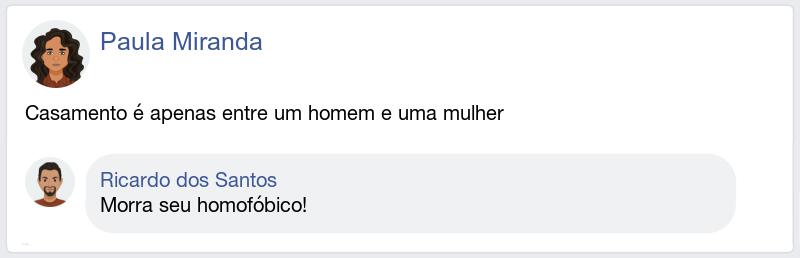 Paula Miranda
Casamento é apenas entre um homem e uma mulher
Ricardo dos Santos
Morra seu homofóbico!